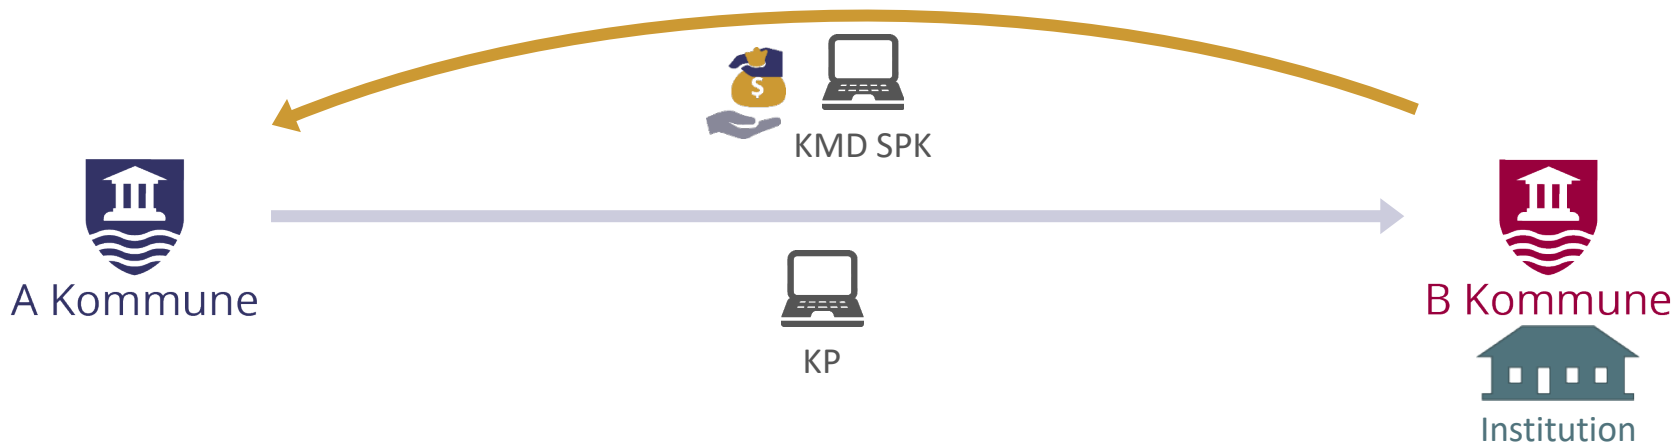 $
KMD SPK
A Kommune
B Kommune
KP
Institution